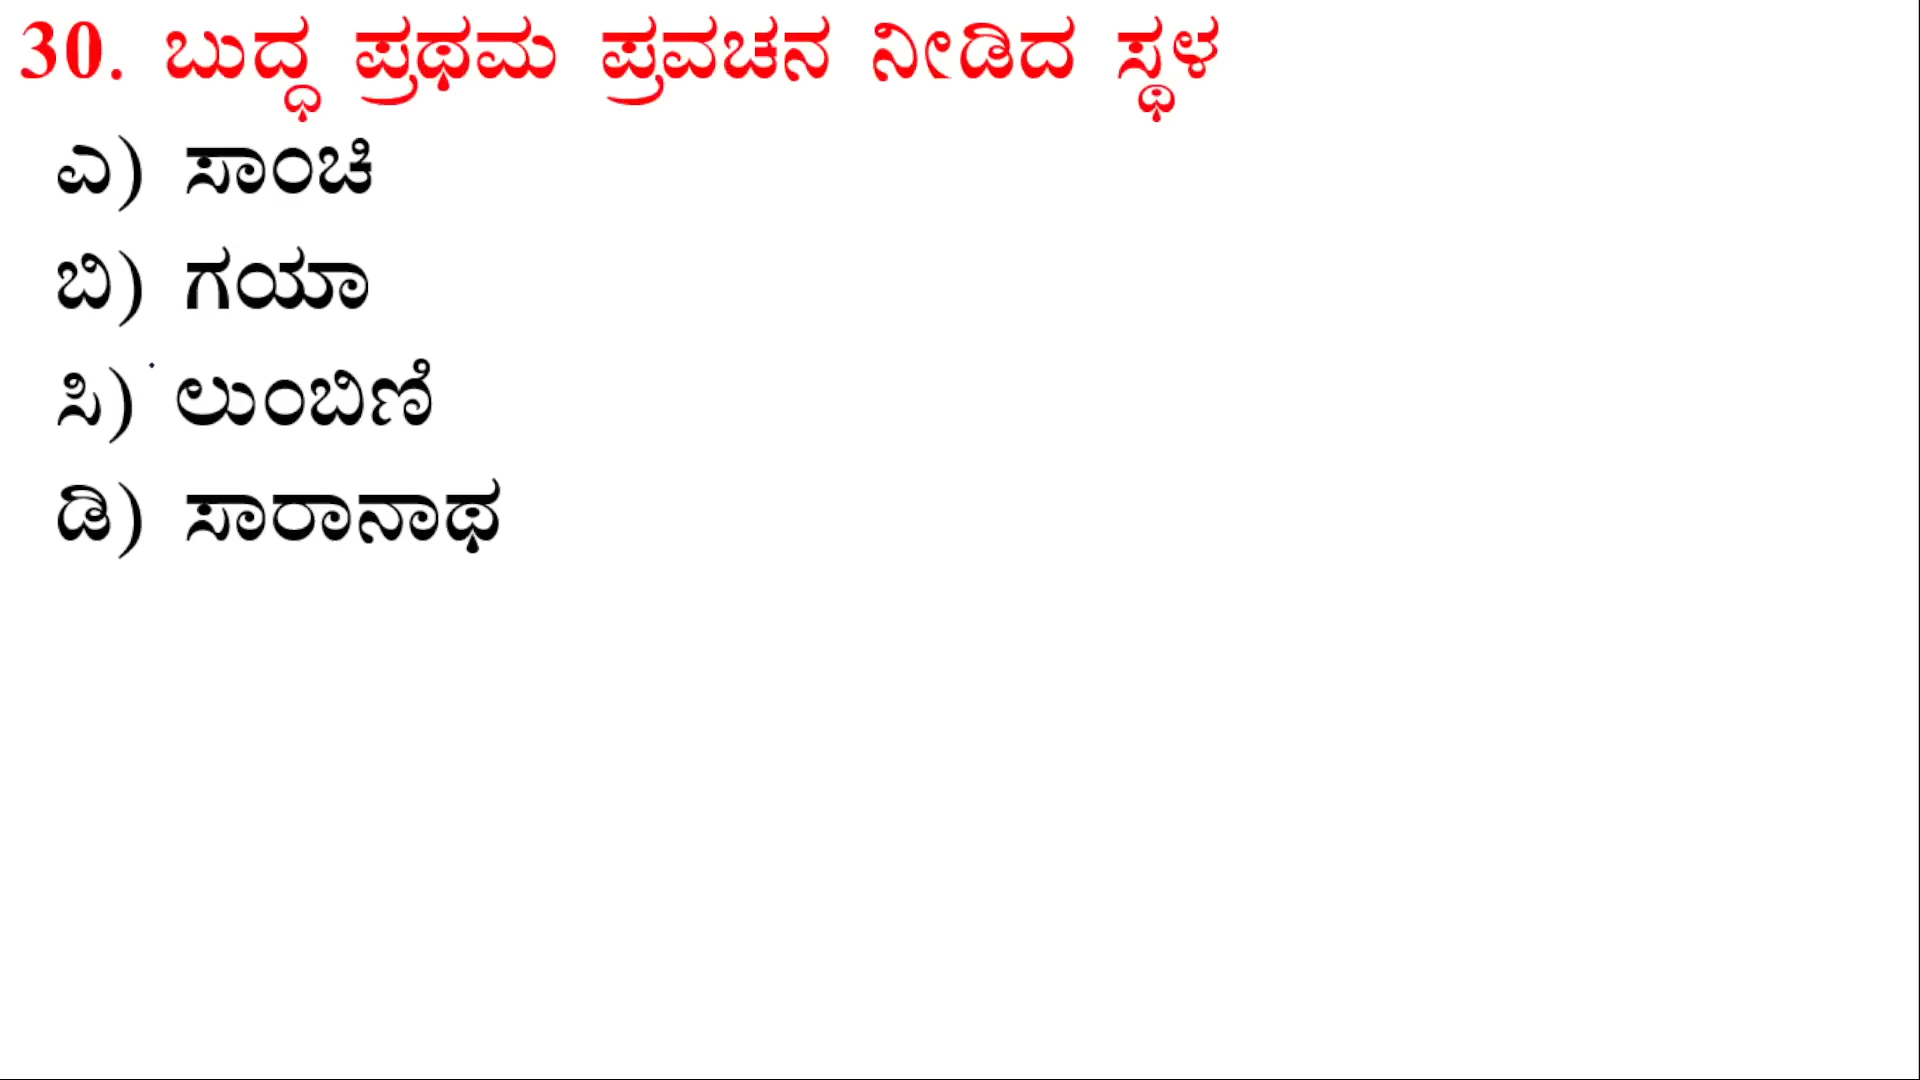 30. ಬುದ್ಧ ಪ್ರಥಮ ಪ್ರವಚನ ನೀಡಿದ ಸ್ಥಳ
ಎ) ಸಾಂಚಿ
ಬಿ) ಗಯಾ
ಸಿ) ಲುಂಬಿಣಿ
ಡಿ) ಸಾರಾನಾಥ